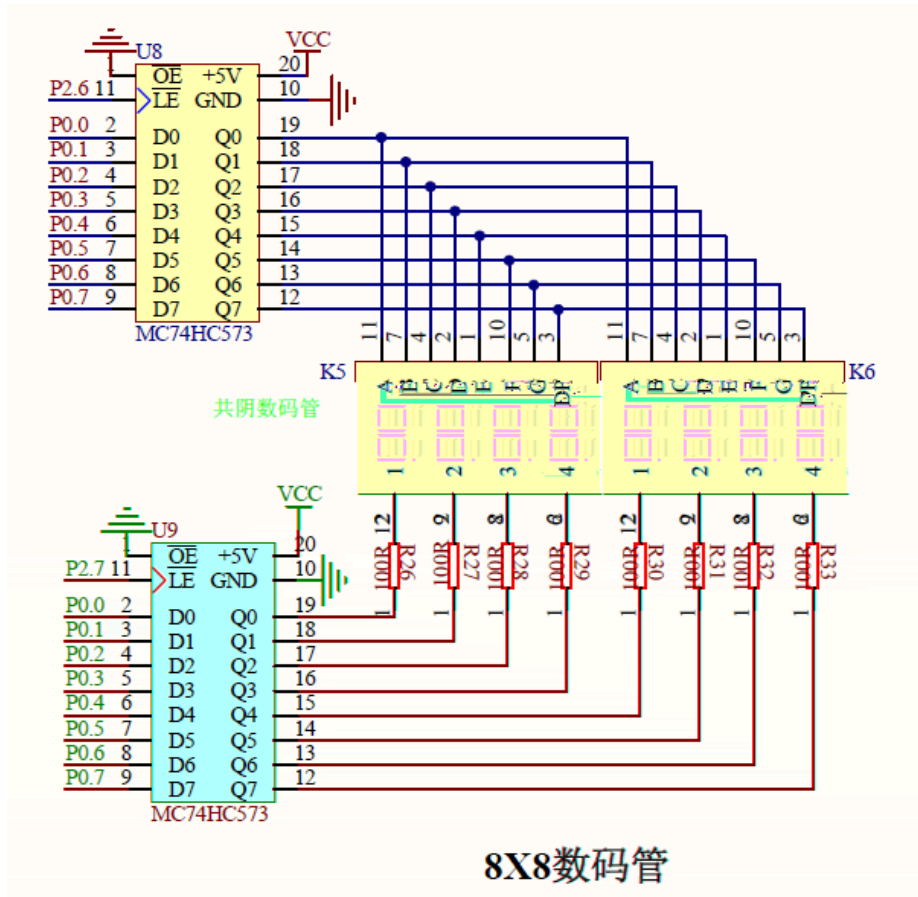 U8
VCC
1 OE +5V 20
P2.6 11 LE GND 10
P0.0 2 D0 Q0 19
P0.1 3 D1 Q1 18
P0.2 4 D2 Q2 17
P0.3 5 D3 Q3 16
P0.4 6 D4 Q4 15
P0.5 7 D5 Q5 14
P0.6 8 D6 Q6 13
P0.7 9 D7 Q7 12
MC74HC573
11 7 4 2 1 10 5 3 11 7 4 2 1 10 5 3
K5 K6
A B C D E F G DP A B C D E F G DP
共阴数码管
1 2 3 4 1 2 3 4
12 9 8 6 12 9 8 6
R26 R27 R28 R29 R30 R31 R32 R33
100R 100R 100R 100R 100R 100R 100R 100R
1 1 1 1 1 1 1 1
VCC
U9
1 OE +5V 20
P2.7 11 LE GND 10
P0.0 2 D0 Q0 19
P0.1 3 D1 Q1 18
P0.2 4 D2 Q2 17
P0.3 5 D3 Q3 16
P0.4 6 D4 Q4 15
P0.5 7 D5 Q5 14
P0.6 8 D6 Q6 13
P0.7 9 D7 Q7 12
MC74HC573
8X8数码管